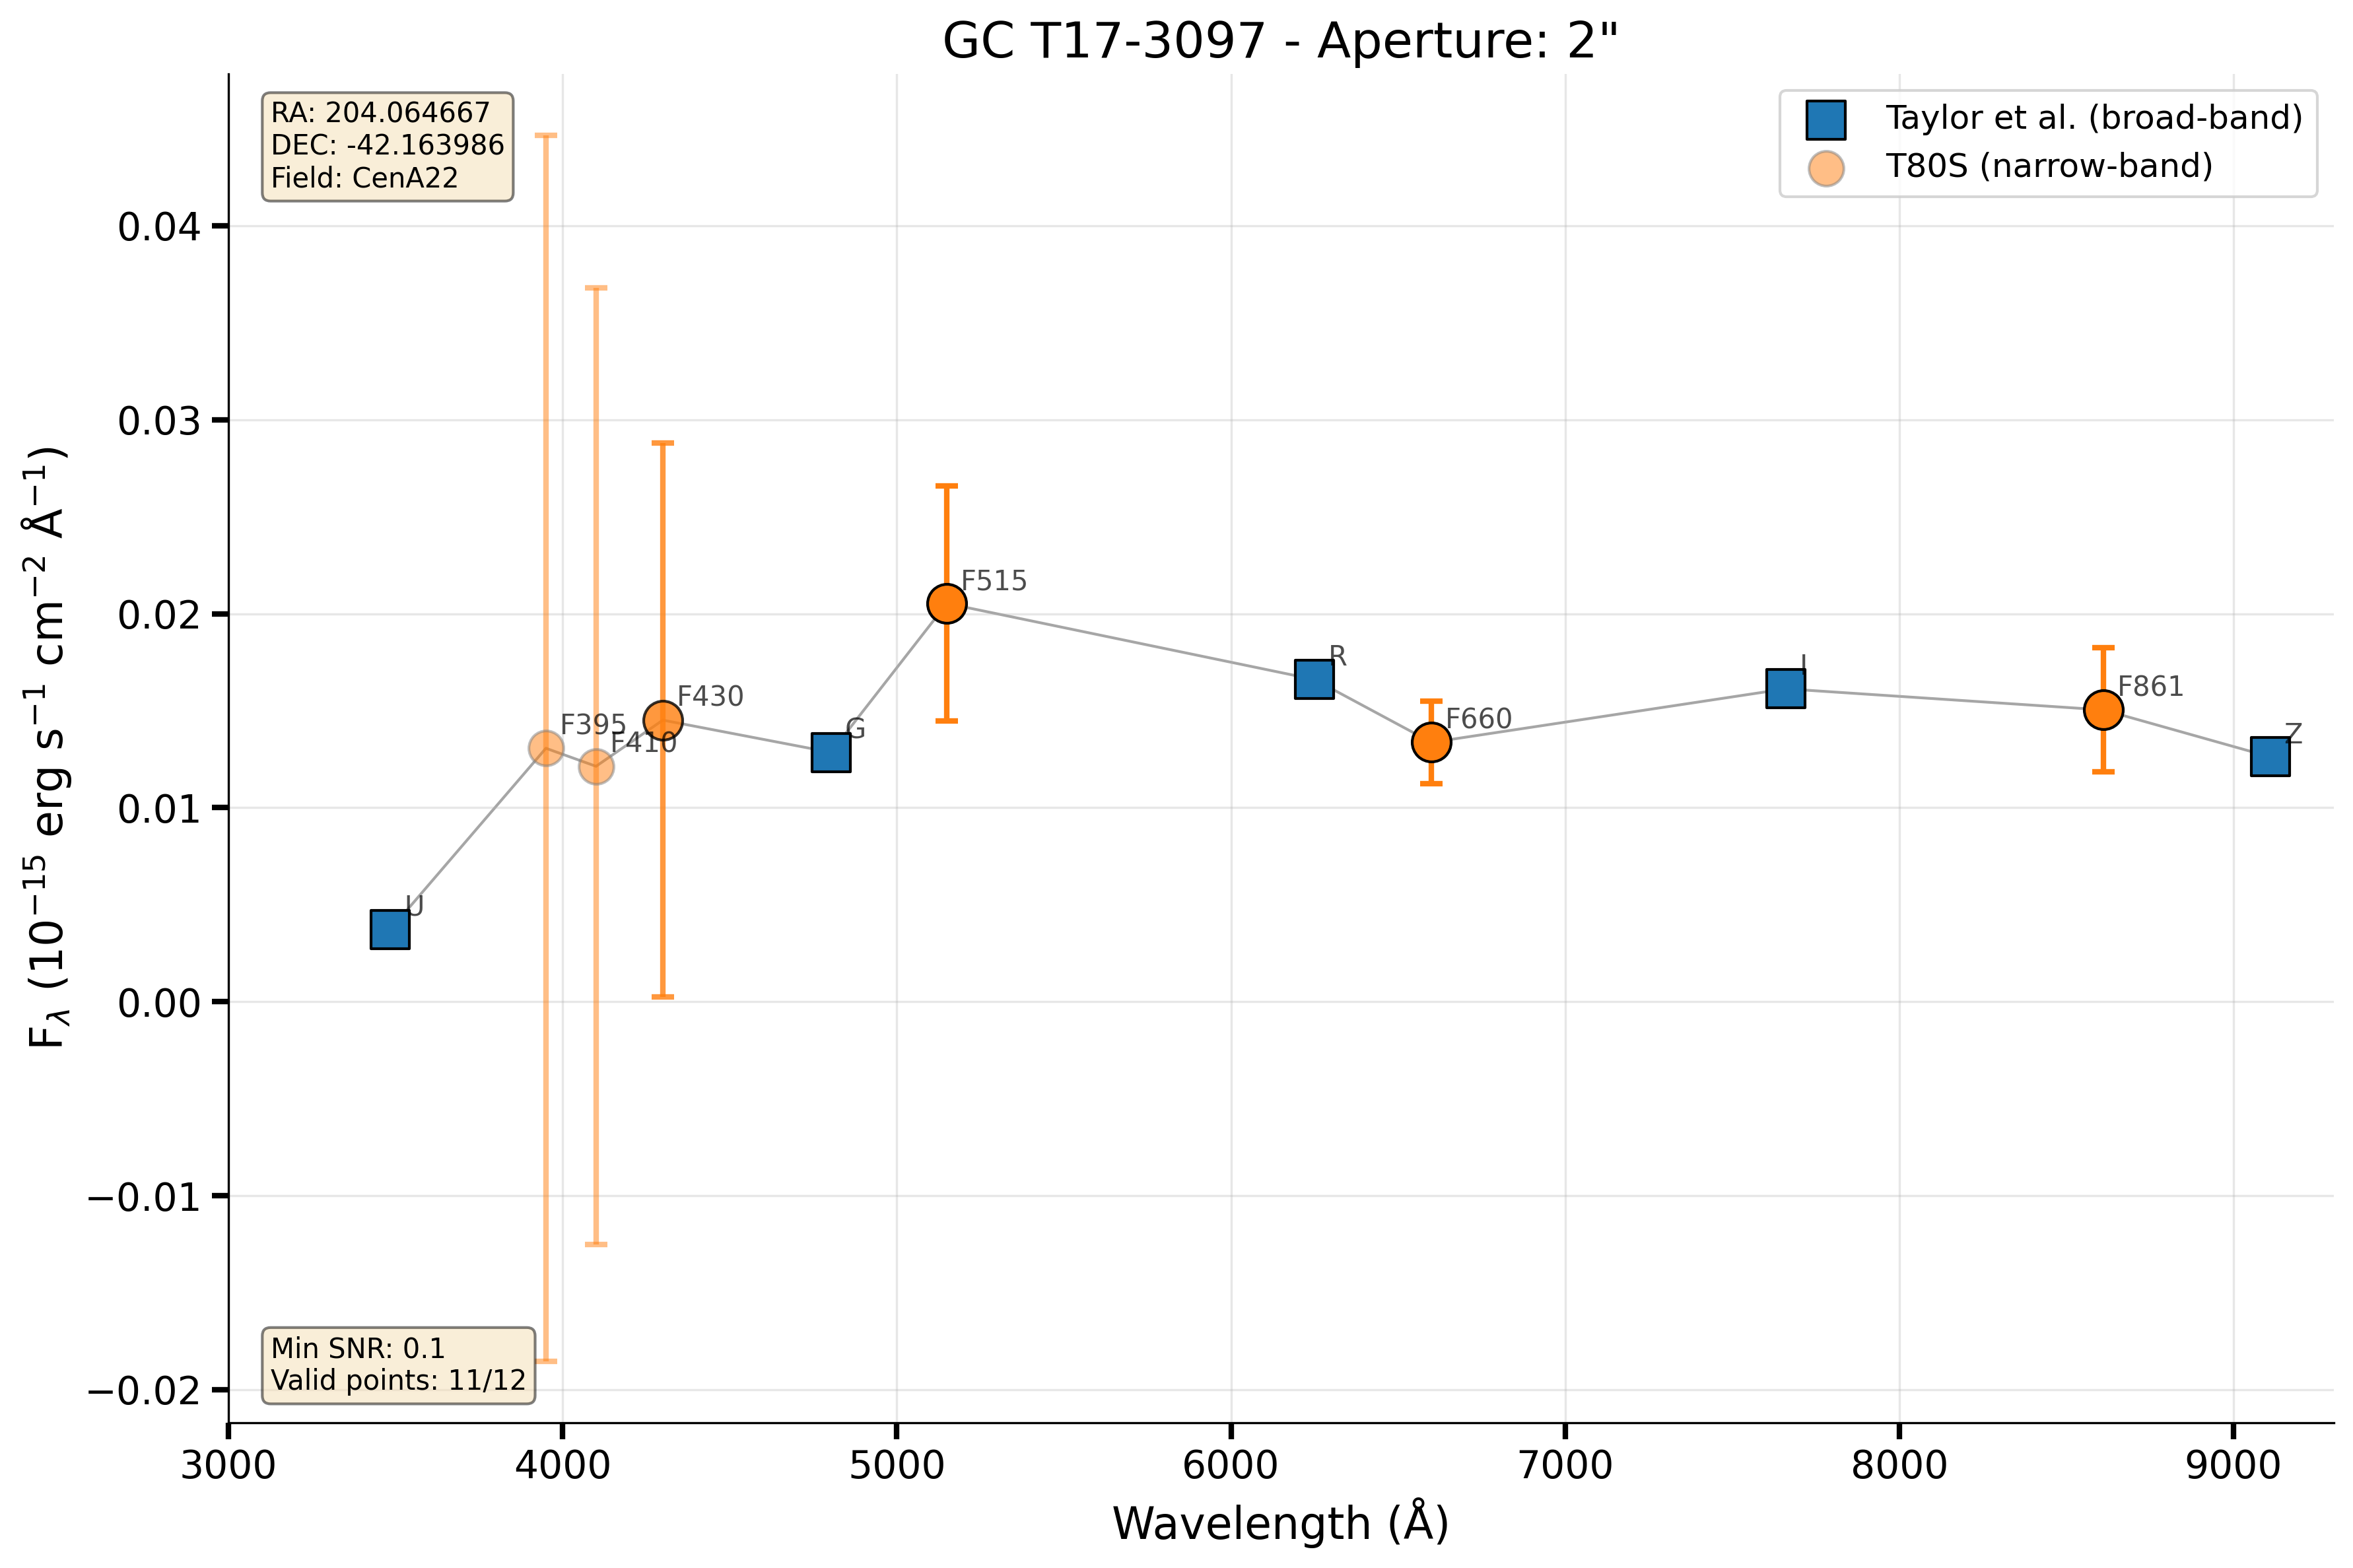 GC T17-3097 - Aperture: 2"
RA: 204.064667
DEC: -42.163986
Field: CenA22
Taylor et al. (broad-band)
T80S (narrow-band)
F_λ (10⁻¹⁵ erg s⁻¹ cm⁻² Å⁻¹)
0.04
0.03
0.02
0.01
0.00
−0.01
−0.02
U
F395
F410
F430
G
F515
R
F660
I
F861
Z
Min SNR: 0.1
Valid points: 11/12
3000 4000 5000 6000 7000 8000 9000
Wavelength (Å)